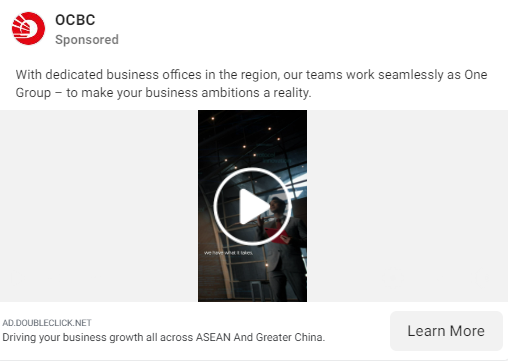 OCBC
Sponsored
With dedicated business offices in the region, our teams work seamlessly as One
Group – to make your business ambitions a reality.
We have what it takes.
AD.DOUBLECLICK.NET
Driving your business growth all across ASEAN And Greater China.
Learn More